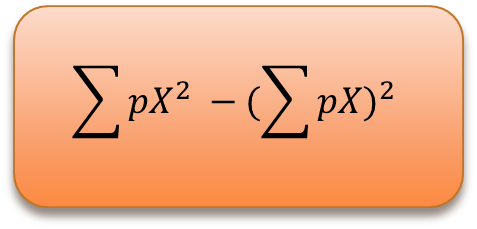 ∑ pX² − (∑ pX)²